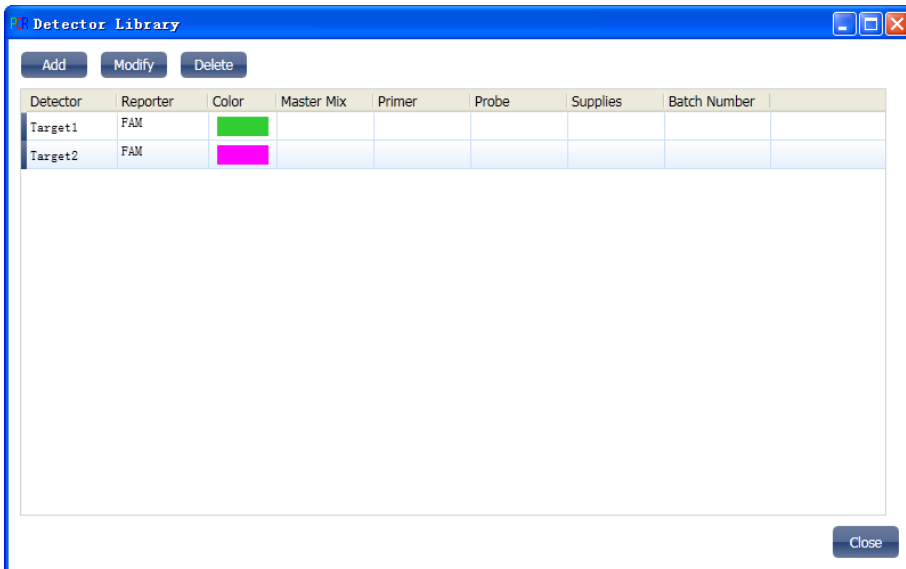 PCR Detector Library
Add Modify Delete
Detector Reporter Color Master Mix Primer Probe Supplies Batch Number
Target1 FAM
Target2 FAM
Close